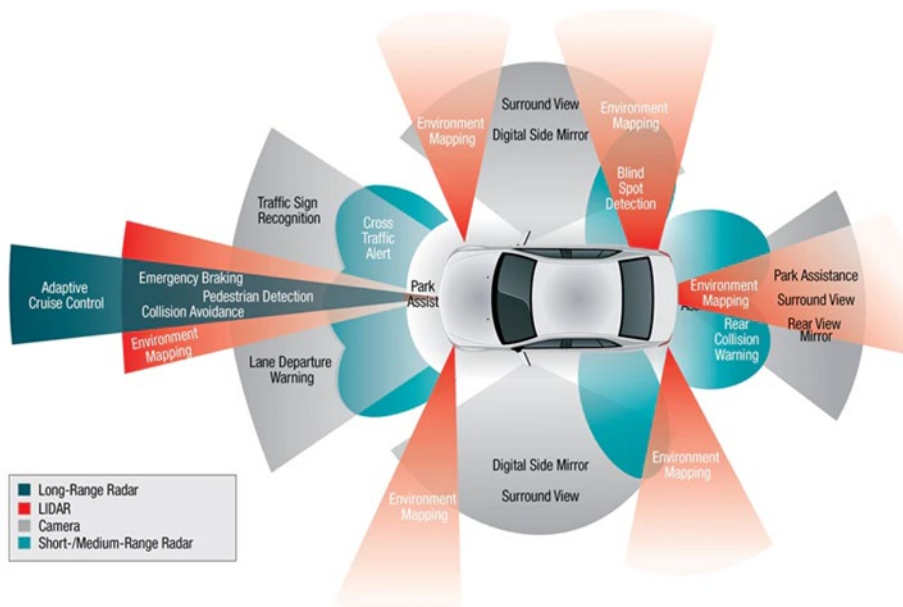 Surround View
Digital Side Mirror
Environment
Mapping
Environment
Mapping
Blind
Spot
Detection
Traffic Sign
Recognition
Cross
Traffic
Alert
Adaptive
Cruise Control
Emergency Braking
Pedestrian Detection
Collision Avoidance
Environment
Mapping
Park
Assist
Lane Departure
Warning
Environment
Mapping
Park Assistance
Surround View
Rear View
Mirror
Rear
Collision
Warning
Digital Side Mirror
Surround View
Environment
Mapping
Environment
Mapping
Long-Range Radar
LIDAR
Camera
Short-/Medium-Range Radar